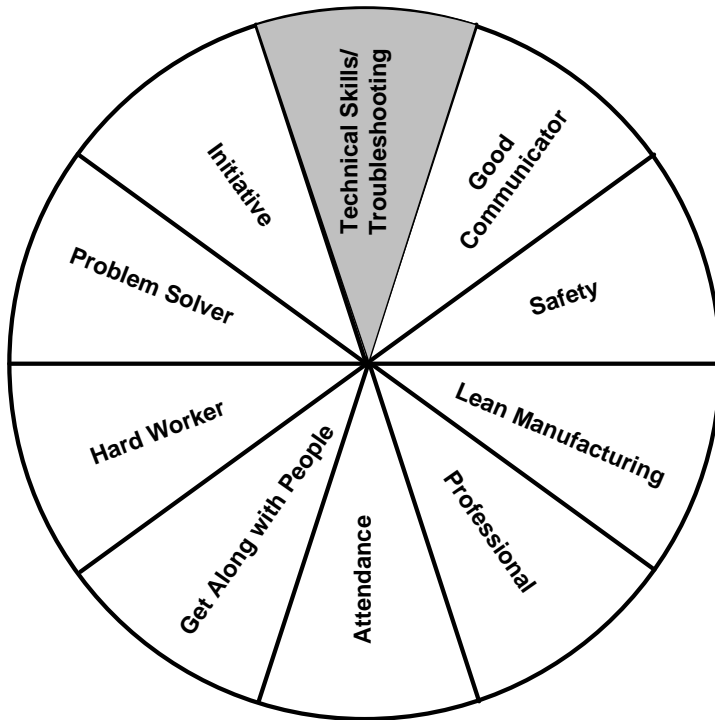 Technical Skills/
Troubleshooting
Good
Communicator
Safety
Lean Manufacturing
Professional
Attendance
Get Along with People
Hard Worker
Problem Solver
Initiative